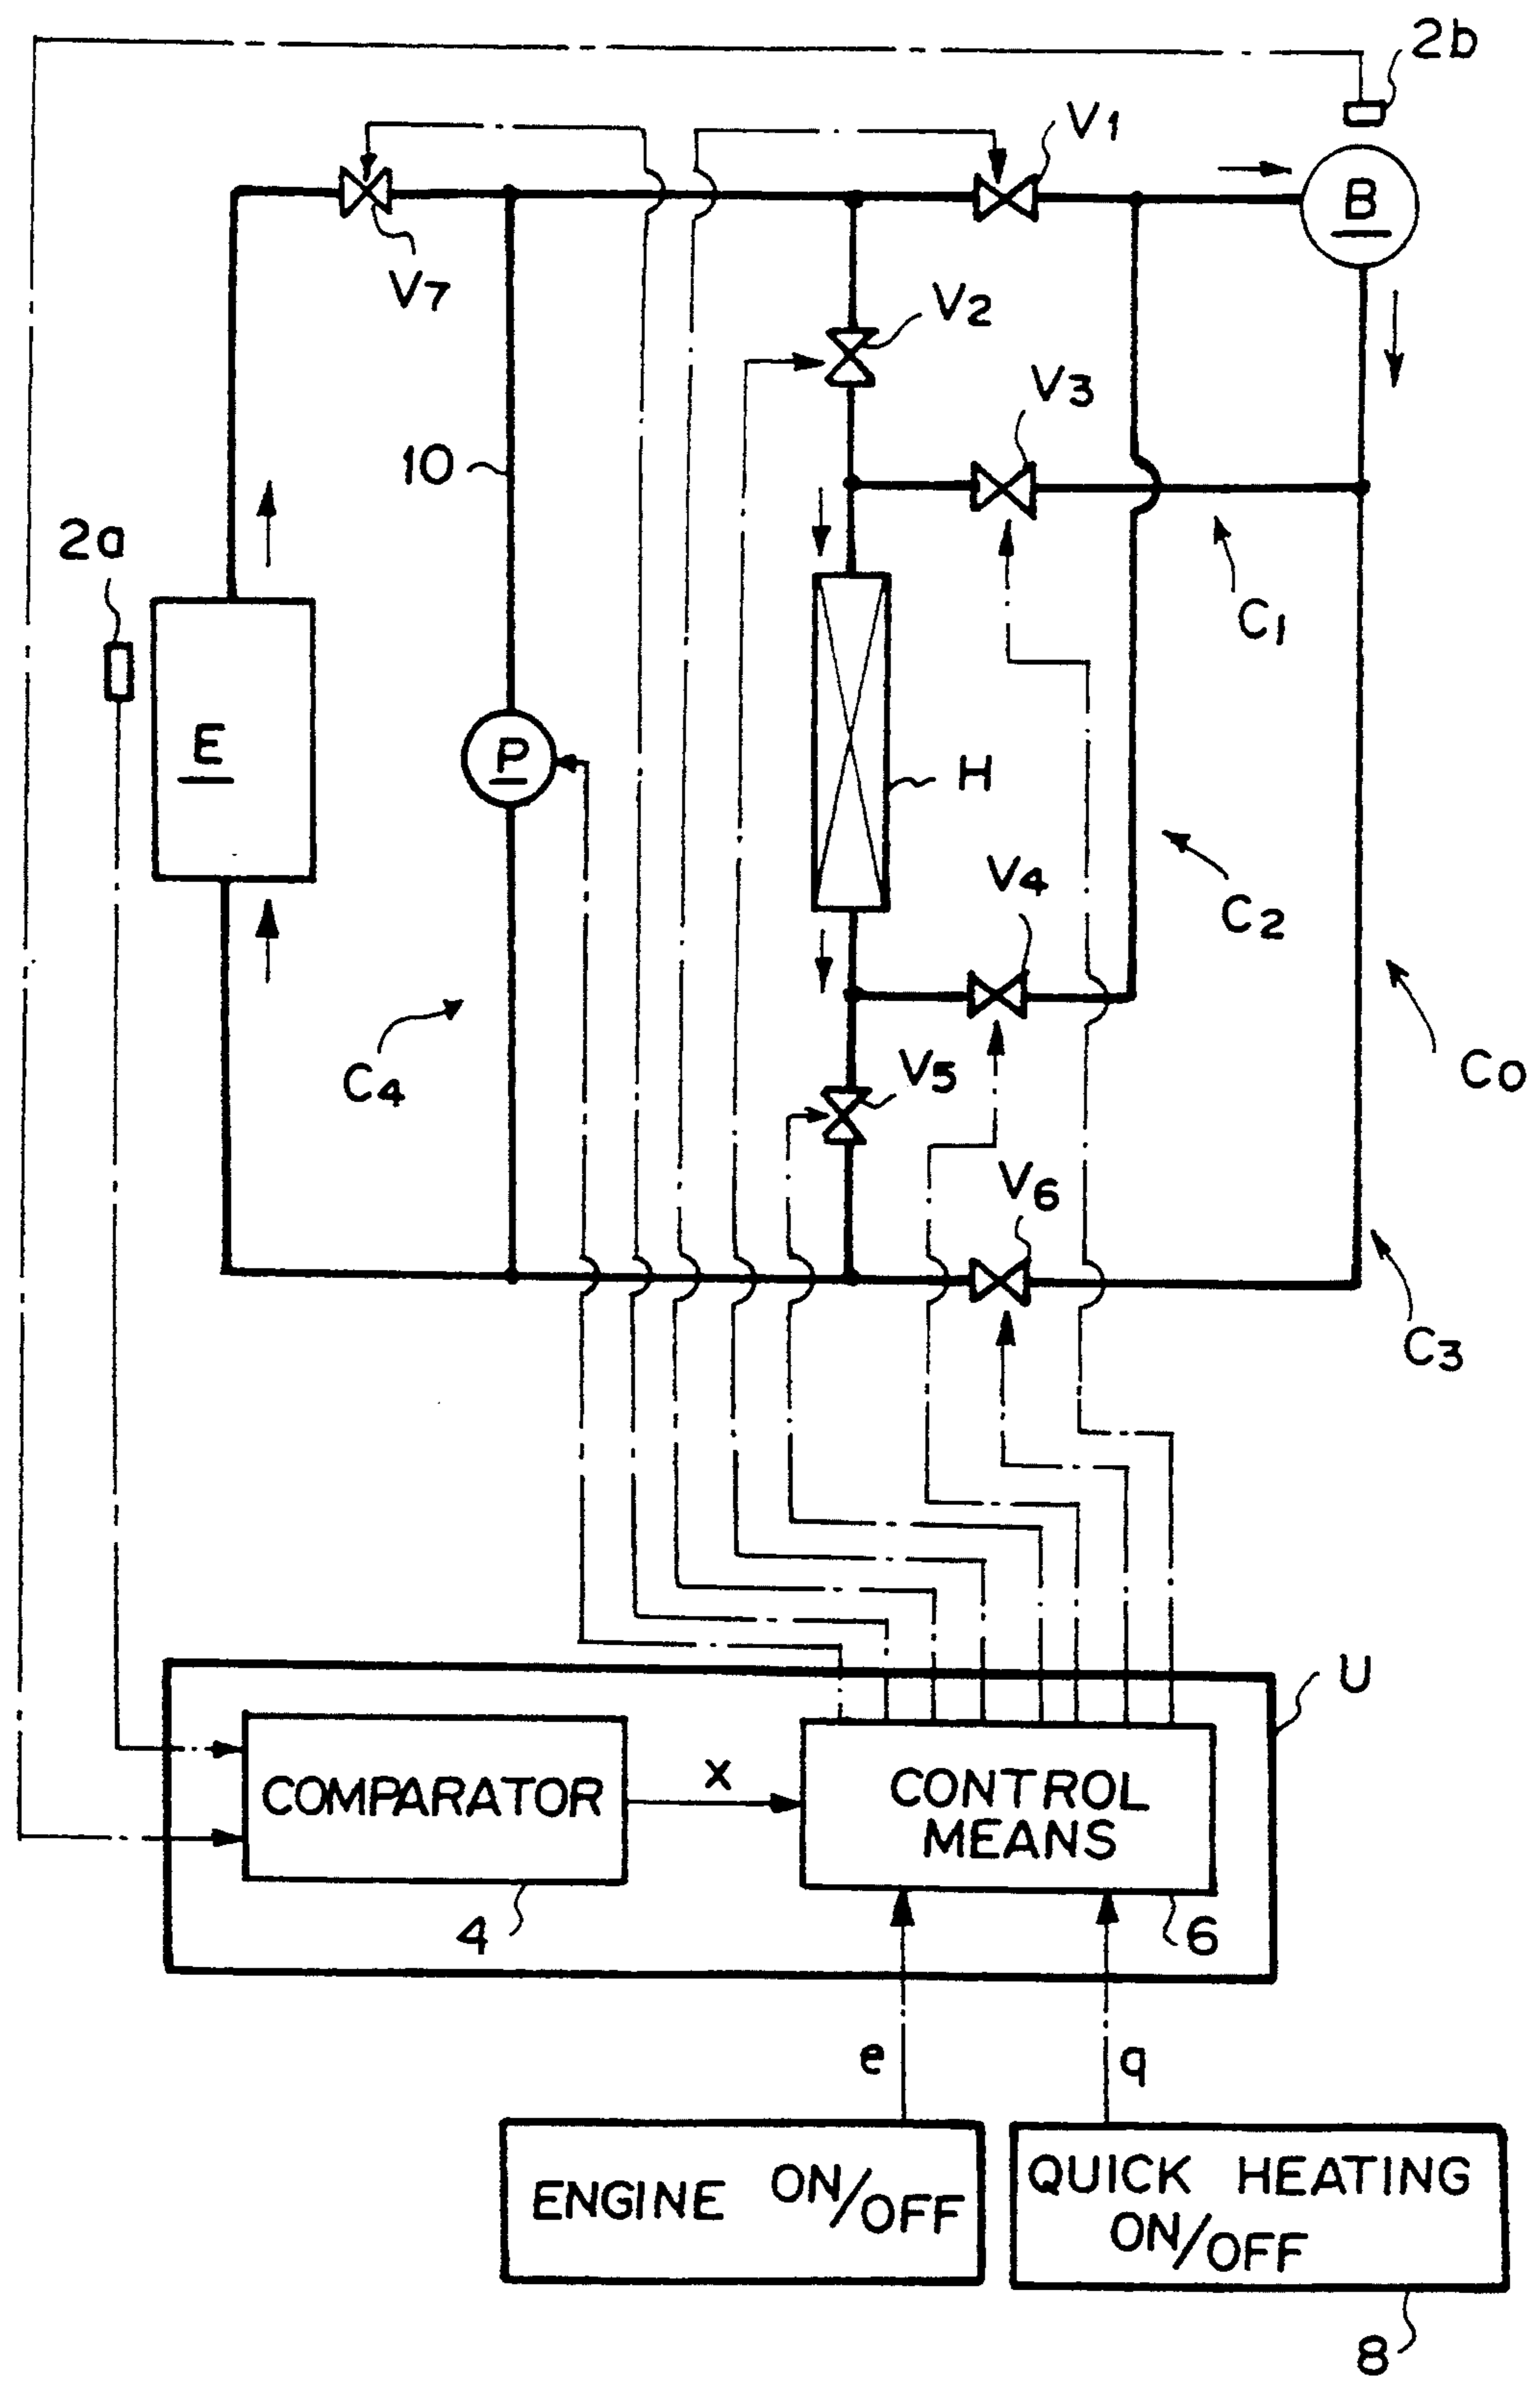 2b
V1
B
V7
V2
V3
10
2a
C1
E
P
H
V4
C2
C4
V5
C0
V6
C3
U
COMPARATOR
X
CONTROL
MEANS
4
6
e
q
ENGINE ON/OFF
QUICK HEATING
ON/OFF
8